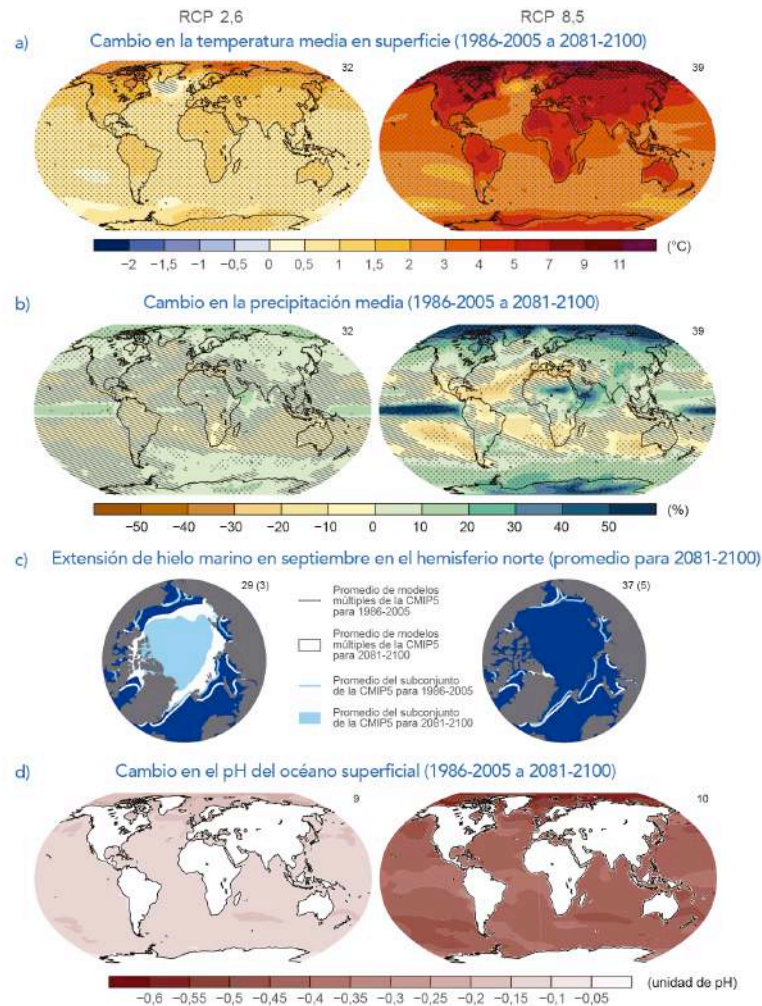 RCP 2,6 RCP 8,5
a) Cambio en la temperatura media en superficie (1986-2005 a 2081-2100)
32 39
−2 −1,5 −1 −0,5 0 0,5 1 1,5 2 3 4 5 7 9 11 (°C)
b) Cambio en la precipitación media (1986-2005 a 2081-2100)
32 39
−50 −40 −30 −20 −10 0 10 20 30 40 50 (%)
c) Extensión de hielo marino en septiembre en el hemisferio norte (promedio para 2081-2100)
29 (3) 37 (5)
Promedio de modelos
múltiples de la CMIP5
para 1986-2005
Promedio de modelos
múltiples de la CMIP5
para 2081-2100
Promedio del subconjunto
de la CMIP5 para 1986-2005
Promedio del subconjunto
de la CMIP5 para 2081-2100
d) Cambio en el pH del océano superficial (1986-2005 a 2081-2100)
9 10
(unidad de pH)
−0,6 −0,55 −0,5 −0,45 −0,4 −0,35 −0,3 −0,25 −0,2 −0,15 −0,1 −0,05